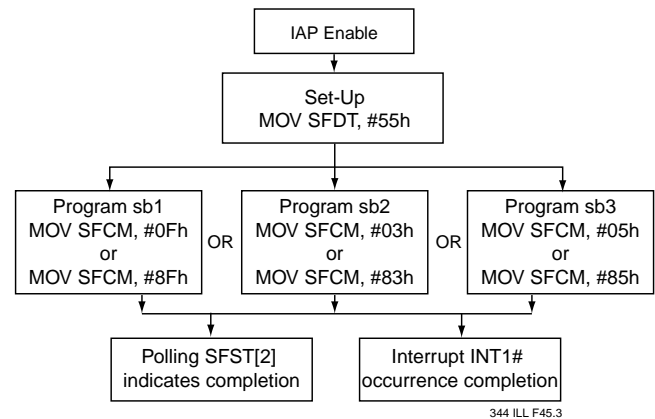 IAP Enable
Set-Up
MOV SFDT, #55h
Program sb1
MOV SFCM, #0Fh
or
MOV SFCM, #8Fh
OR
Program sb2
MOV SFCM, #03h
or
MOV SFCM, #83h
OR
Program sb3
MOV SFCM, #05h
or
MOV SFCM, #85h
Polling SFST[2]
indicates completion
Interrupt INT1#
occurrence completion
344 ILL F45.3